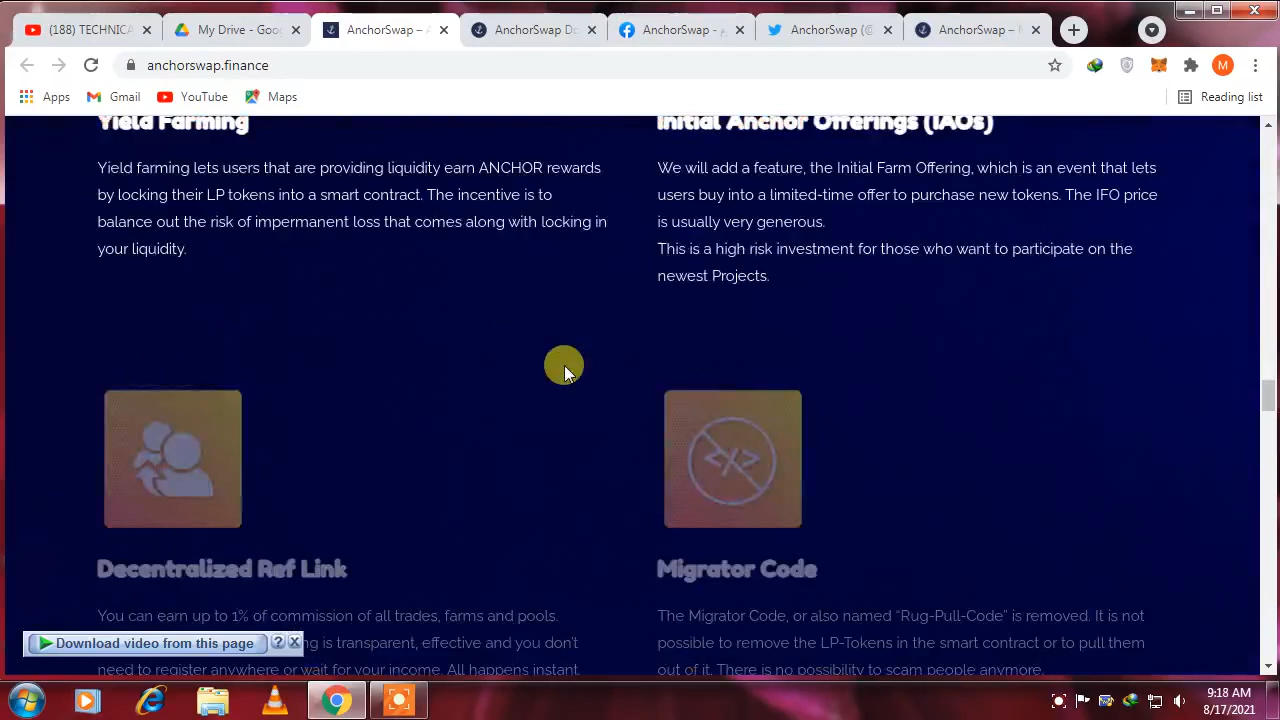 (188) TECHNICA
My Drive - Goog
AnchorSwap – A
AnchorSwap Do
AnchorSwap -
AnchorSwap (@
AnchorSwap –
anchorswap.finance
M
Apps
Gmail
YouTube
Maps
Reading list
Yield Farming
Yield farming lets users that are providing liquidity earn ANCHOR rewards
by locking their LP tokens into a smart contract. The incentive is to
balance out the risk of impermanent loss that comes along with locking in
your liquidity.
Initial Anchor Offerings (IAOs)
We will add a feature, the Initial Farm Offering, which is an event that lets
users buy into a limited-time offer to purchase new tokens. The IFO price
is usually very generous.
This is a high risk investment for those who want to participate on the
newest Projects.
Decentralized Ref Link
You can earn up to 1% of commission of all trades, farms and pools.
ng is transparent, effective and you don't
need to register anywhere or wait for your income. All happens instant.
Migrator Code
The Migrator Code, or also named “Rug-Pull-Code” is removed. It is not
possible to remove the LP-Tokens in the smart contract or to pull them
out of it. There is no possibility to scam people anymore.
Download video from this page
?
9:18 AM
8/17/2021